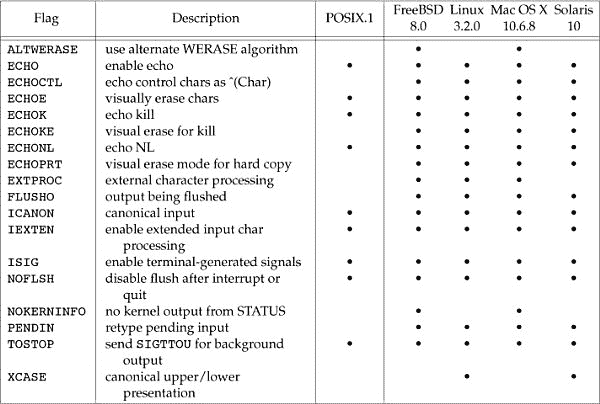 Flag Description POSIX.1 FreeBSD Linux Mac OS X Solaris
8.0 3.2.0 10.6.8 10
ALTWERASE use alternate WERASE algorithm • •
ECHO enable echo • • • • •
ECHOCTL echo control chars as ^(Char) • • • •
ECHOE visually erase chars • • • • •
ECHOK echo kill • • • • •
ECHOKE visual erase for kill • • • •
ECHONL echo NL • • • • •
ECHOPRT visual erase mode for hard copy • • • •
EXTPROC external character processing • • •
FLUSHO output being flushed • • • •
ICANON canonical input • • • • •
IEXTEN enable extended input char • • • • •
processing
ISIG enable terminal-generated signals • • • • •
NOFLSH disable flush after interrupt or • • • • •
quit
NOKERNINFO no kernel output from STATUS • •
PENDIN retype pending input • • • •
TOSTOP send SIGTTOU for background • • • • •
output
XCASE canonical upper/lower • •
presentation